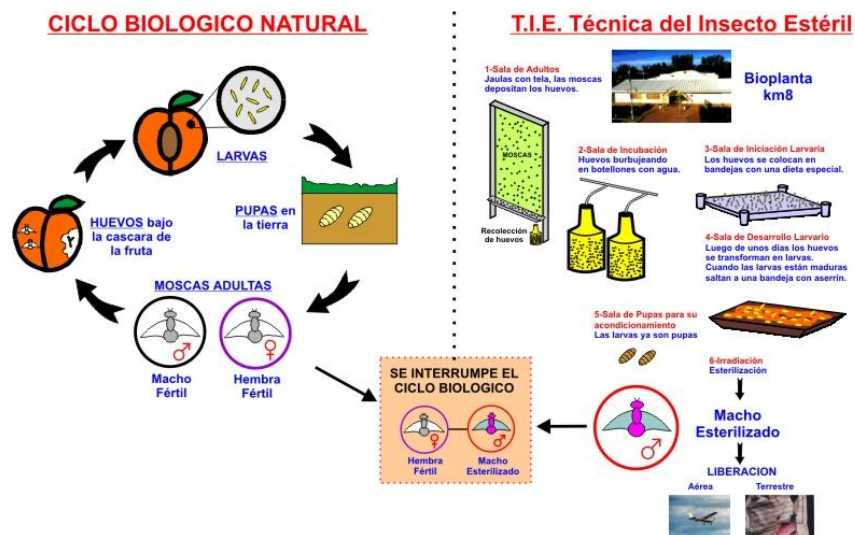 CICLO BIOLOGICO NATURAL
LARVAS
HUEVOS bajo
la cascara de
la fruta
PUPAS en
la tierra
MOSCAS ADULTAS
Macho
Fértil
Hembra
Fértil
T.I.E. Técnica del Insecto Estéril
1-Sala de Adultos
Jaulas con tela, las moscas
depositan los huevos.
MOSCAS
Recolección
de huevos
Bioplanta
km8
2-Sala de Incubación
Huevos burbujeando
en botellones con agua.
3-Sala de Iniciación Larvaria
Los huevos se colocan en
bandejas con una dieta especial.
4-Sala de Desarrollo Larvario
Luego de unos días los huevos
se transforman en larvas.
Cuando las larvas están maduras
saltan a una bandeja con aserrín.
5-Sala de Pupas para su
acondicionamiento
Las larvas ya son pupas
6-Irradiación
Esterilización
Macho
Esterilizado
LIBERACION
Aérea
Terrestre
SE INTERRUMPE EL
CICLO BIOLOGICO
Hembra
Fértil
Macho
Esterilizado